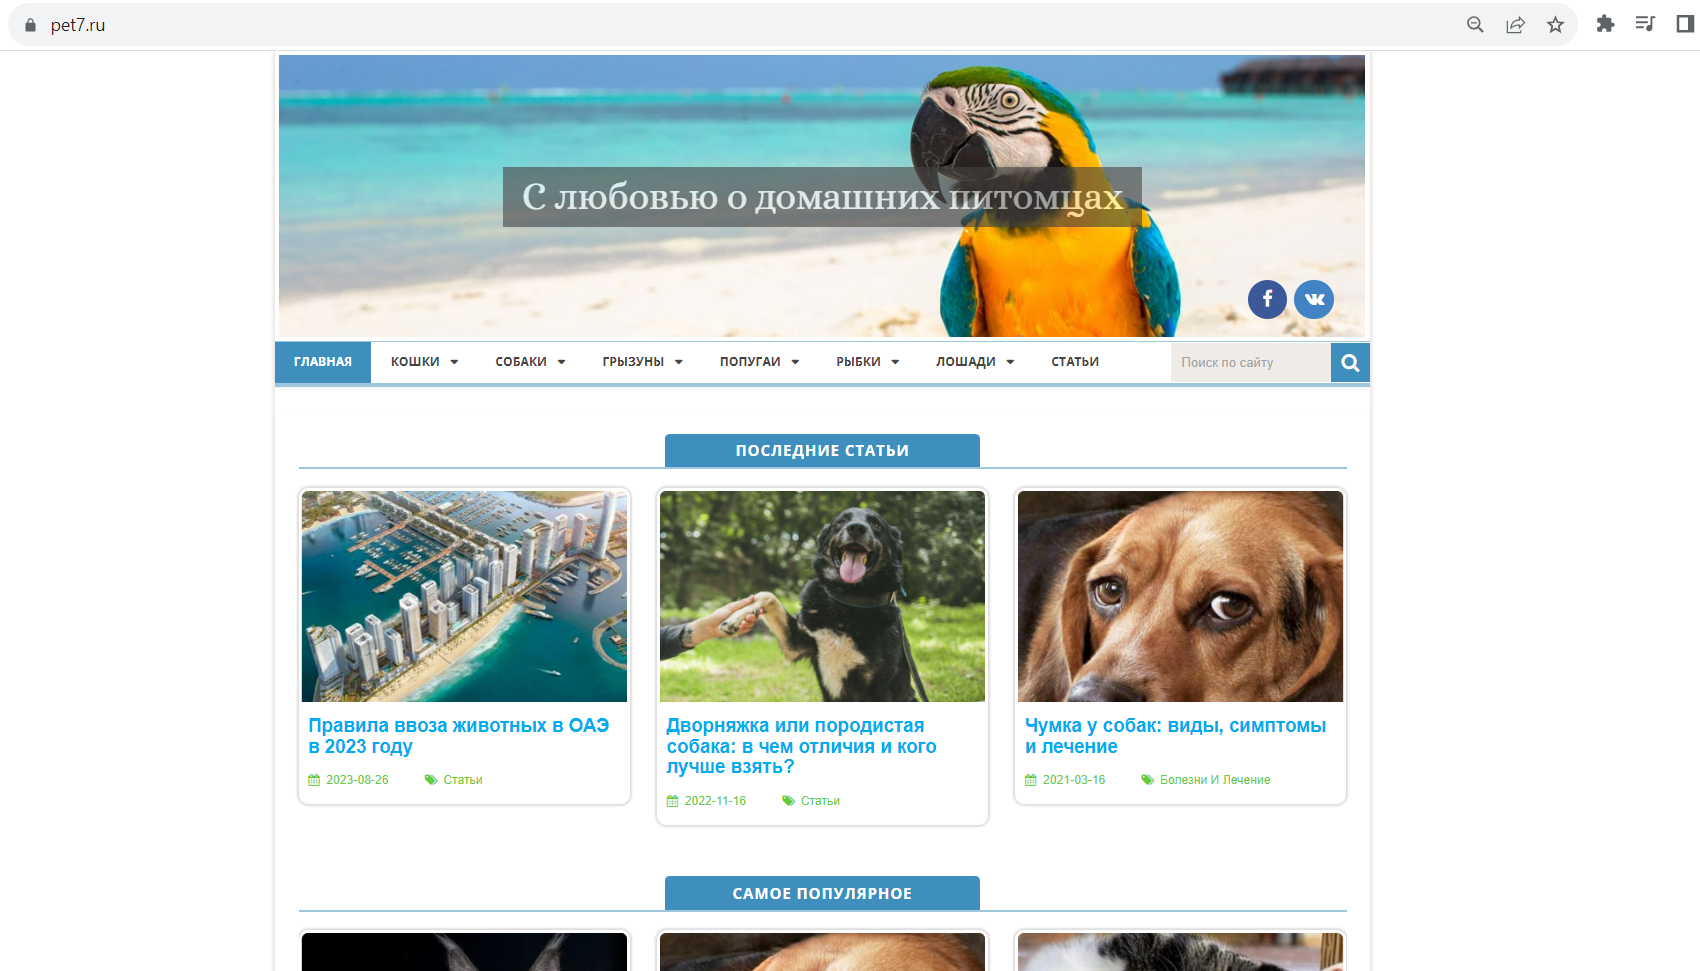 pet7.ru
С любовью о домашних питомцах
f
ГЛАВНАЯ КОШКИ СОБАКИ ГРЫЗУНЫ ПОПУГАИ РЫБКИ ЛОШАДИ СТАТЬИ Поиск по сайту
ПОСЛЕДНИЕ СТАТЬИ
Правила ввоза животных в ОАЭ
в 2023 году
2023-08-26 Статьи
Дворняжка или породистая
собака: в чем отличия и кого
лучше взять?
2022-11-16 Статьи
Чумка у собак: виды, симптомы
и лечение
2021-03-16 Болезни И Лечение
САМОЕ ПОПУЛЯРНОЕ